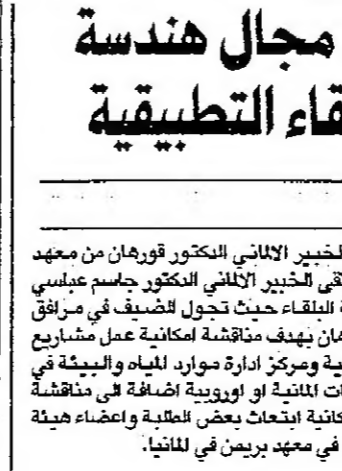 مجال هندسة
قاء التطبيقية
لخبير الالماني الدكتور قورهان من معهد
قى الخبير الالماني الدكتور جاسم عباسي
ة البلقاء حيث تجول الضيف في مرافق
هان بهدف مناقشة امكانية عمل مشاريع
ية ومركز ادارة موارد المياه والبيئة في
ات المانية او اوروبية اضافة الى مناقشة
كانية ابتعاث بعض الطلبة واعضاء هيئة
في معهد بريمن في المانيا.